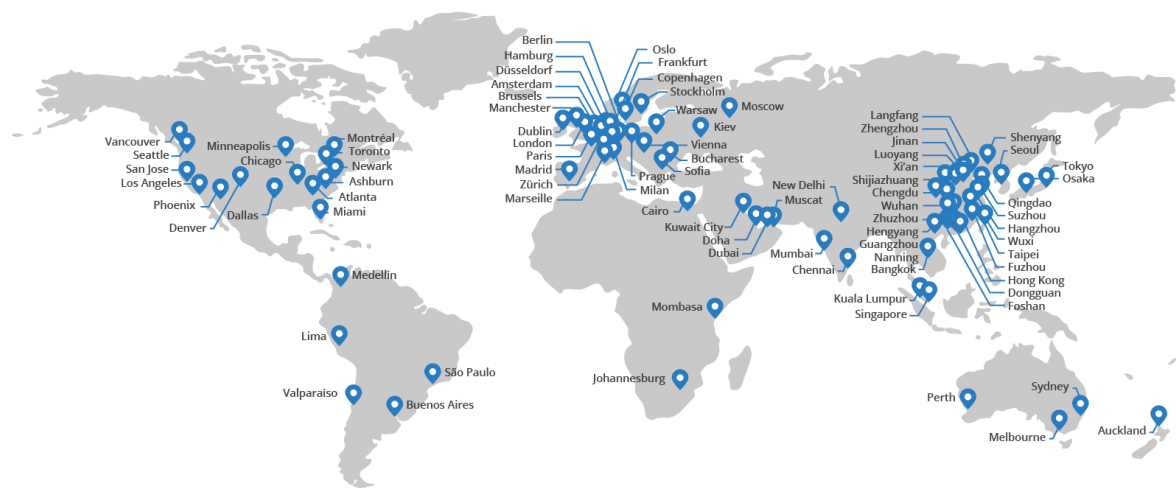 Vancouver
Seattle
San Jose
Los Angeles
Phoenix
Denver
Minneapolis
Chicago
Dallas
Montréal
Toronto
Newark
Ashburn
Atlanta
Miami
Medellin
Lima
São Paulo
Valparaiso
Buenos Aires
Berlin
Hamburg
Düsseldorf
Amsterdam
Brussels
Manchester
Dublin
London
Paris
Madrid
Zürich
Marseille
Oslo
Frankfurt
Copenhagen
Stockholm
Warsaw
Moscow
Kiev
Vienna
Bucharest
Sofia
Prague
Milan
Cairo
Kuwait City
Doha
Dubai
New Delhi
Muscat
Mumbai
Chennai
Mombasa
Johannesburg
Langfang
Zhengzhou
Jinan
Luoyang
Xi'an
Shijiazhuang
Chengdu
Wuhan
Zhuzhou
Hengyang
Guangzhou
Nanning
Bangkok
Kuala Lumpur
Singapore
Shenyang
Seoul
Tokyo
Osaka
Qingdao
Suzhou
Hangzhou
Wuxi
Taipei
Fuzhou
Hong Kong
Dongguan
Foshan
Perth
Sydney
Melbourne
Auckland